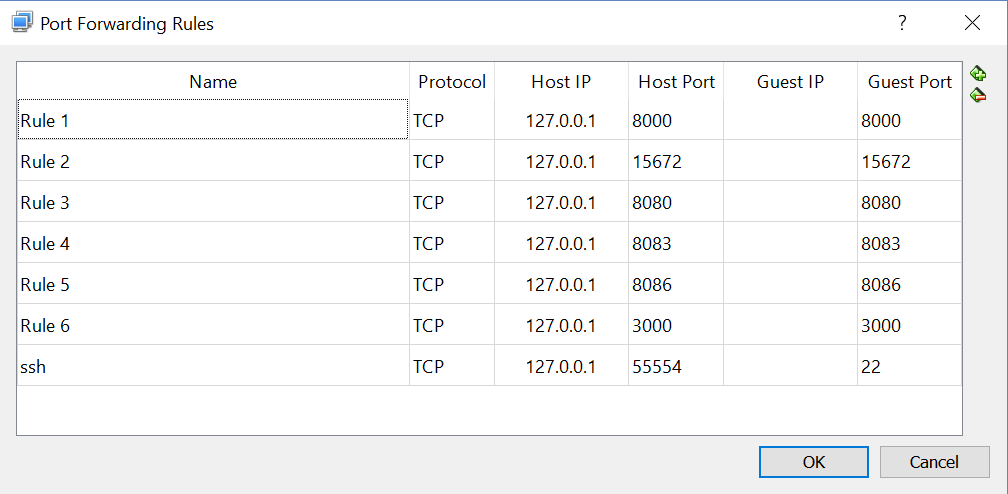 Port Forwarding Rules ?
Name Protocol Host IP Host Port Guest IP Guest Port
Rule 1 TCP 127.0.0.1 8000 8000
Rule 2 TCP 127.0.0.1 15672 15672
Rule 3 TCP 127.0.0.1 8080 8080
Rule 4 TCP 127.0.0.1 8083 8083
Rule 5 TCP 127.0.0.1 8086 8086
Rule 6 TCP 127.0.0.1 3000 3000
ssh TCP 127.0.0.1 55554 22
OK Cancel